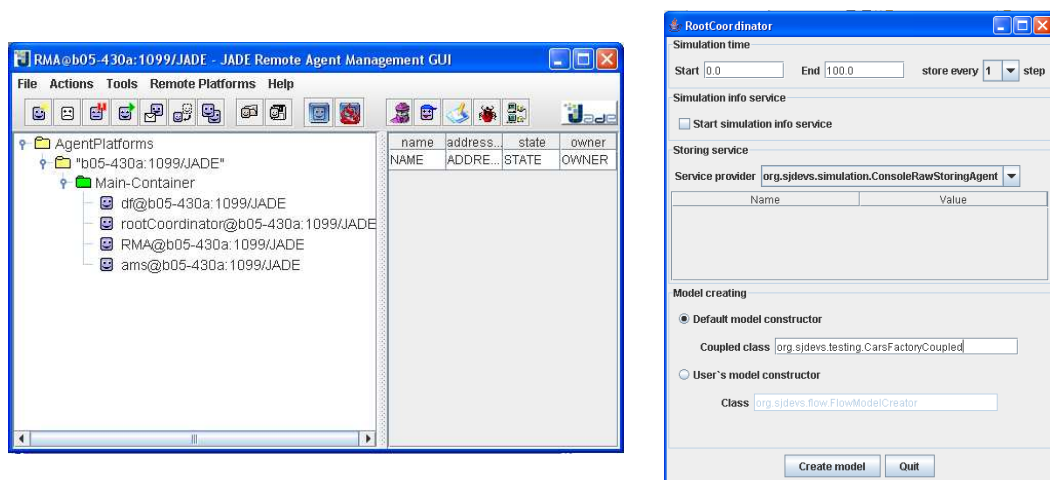 RMA@b05-430a:1099/JADE - JADE Remote Agent Management GUI
File Actions Tools Remote Platforms Help
Jade
AgentPlatforms
"b05-430a:1099/JADE"
Main-Container
df@b05-430a:1099/JADE
rootCoordinator@b05-430a:1099/JADE
RMA@b05-430a:1099/JADE
ams@b05-430a:1099/JADE
name address... state owner
NAME ADDRE... STATE OWNER
RootCoordinator
Simulation time
Start 0.0 End 100.0 store every 1 step
Simulation info service
Start simulation info service
Storing service
Service provider org.sjdevs.simulation.ConsoleRawStoringAgent
Name Value
Model creating
Default model constructor
Coupled class org.sjdevs.testing.CarsFactoryCoupled
User`s model constructor
Class org.sjdevs.flow.FlowModelCreator
Create model Quit